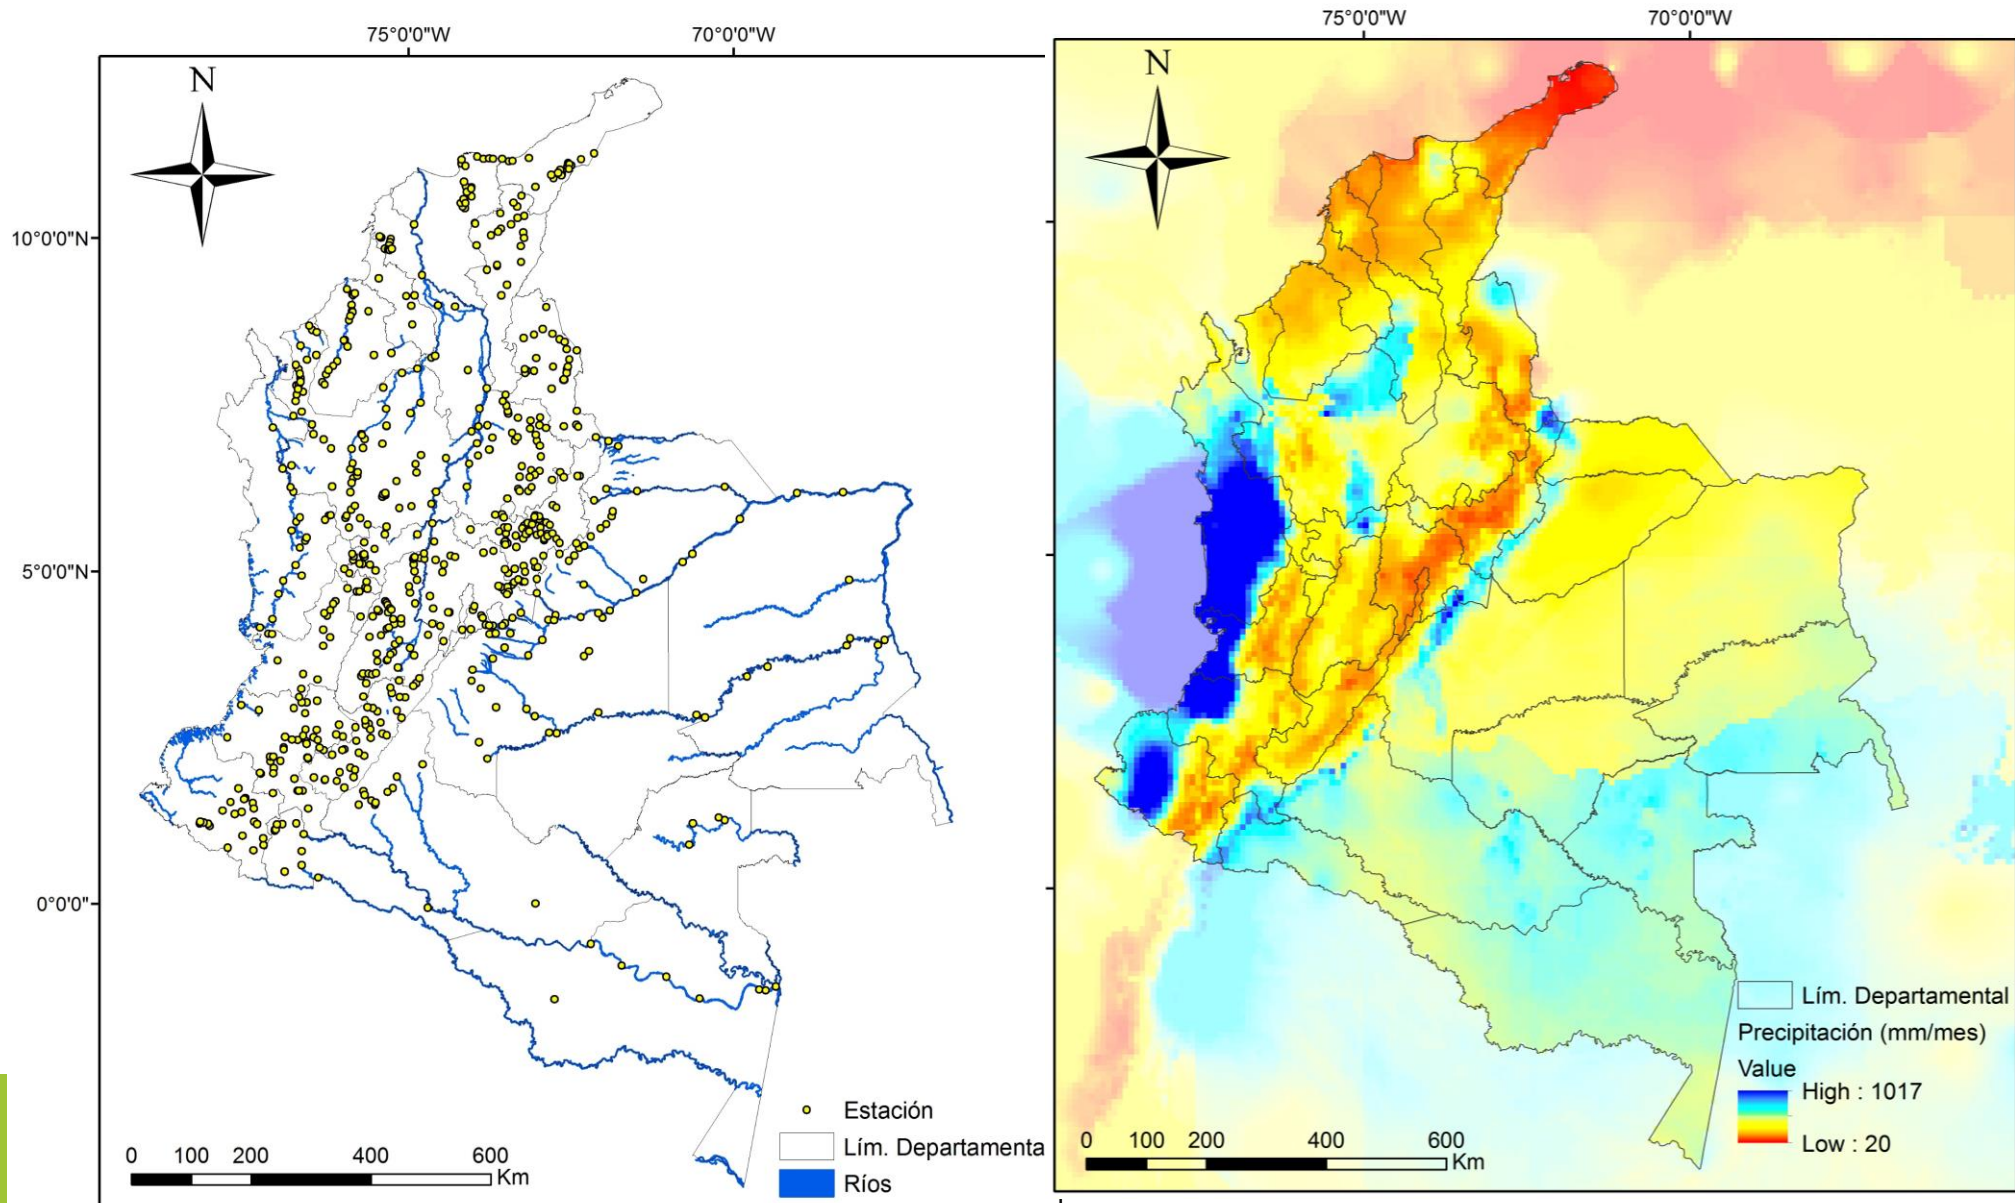 75°0'0"W 70°0'0"W
N
10°0'0"N
5°0'0"N
0°0'0"
Estación
Lím. Departamenta
Ríos
0 100 200 400 600
Km
75°0'0"W 70°0'0"W
N
Lím. Departamental
Precipitación (mm/mes)
Value
High : 1017
Low : 20
0 100 200 400 600
Km